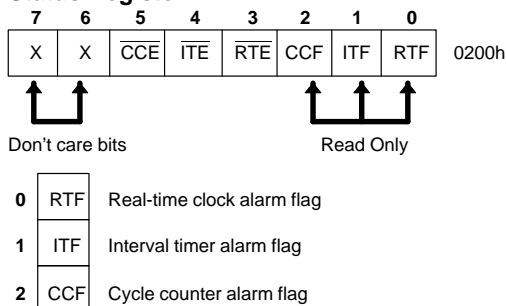 7 6 5 4 3 2 1 0
X X CCE ITE RTE CCF ITF RTF 0200h
Don't care bits Read Only
0 RTF Real-time clock alarm flag
1 ITF Interval timer alarm flag
2 CCF Cycle counter alarm flag